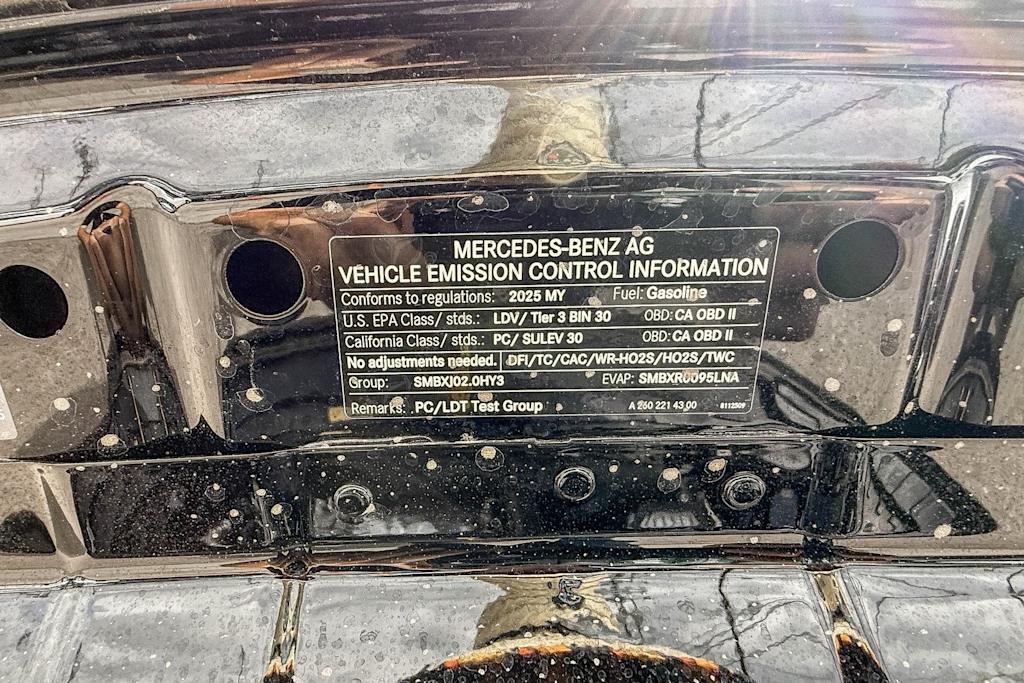 MERCEDES-BENZ AG
VEHICLE EMISSION CONTROL INFORMATION
Conforms to regulations: 2025 MY Fuel: Gasoline
U.S. EPA Class/ stds.: LDV/ Tier 3 BIN 30 OBD: CA OBD II
California Class/ stds.: PC/ SULEV 30 OBD: CA OBD II
No adjustments needed. DFI/TC/CAC/WR-HO2S/HO2S/TWC
Group: SMBXJ02.0HY3 EVAP: SMBXR0095LNA
Remarks: PC/LDT Test Group A 260 221 43 00 8112509